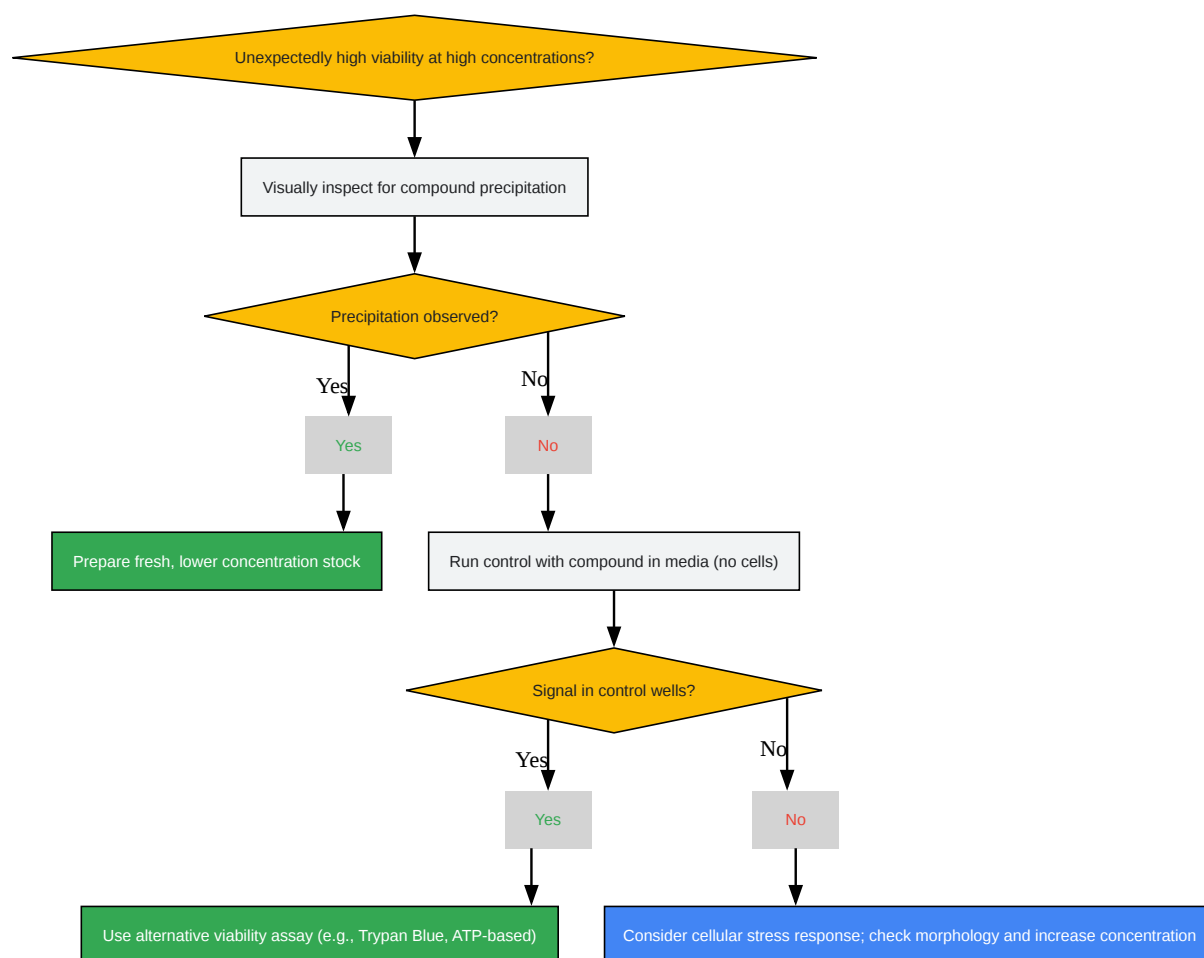 Unexpectedly high viability at high concentrations?
Visually inspect for compound precipitation
Precipitation observed?
Yes
No
Yes
No
Prepare fresh, lower concentration stock
Run control with compound in media (no cells)
Signal in control wells?
Yes
No
Yes
No
Use alternative viability assay (e.g., Trypan Blue, ATP-based)
Consider cellular stress response; check morphology and increase concentration